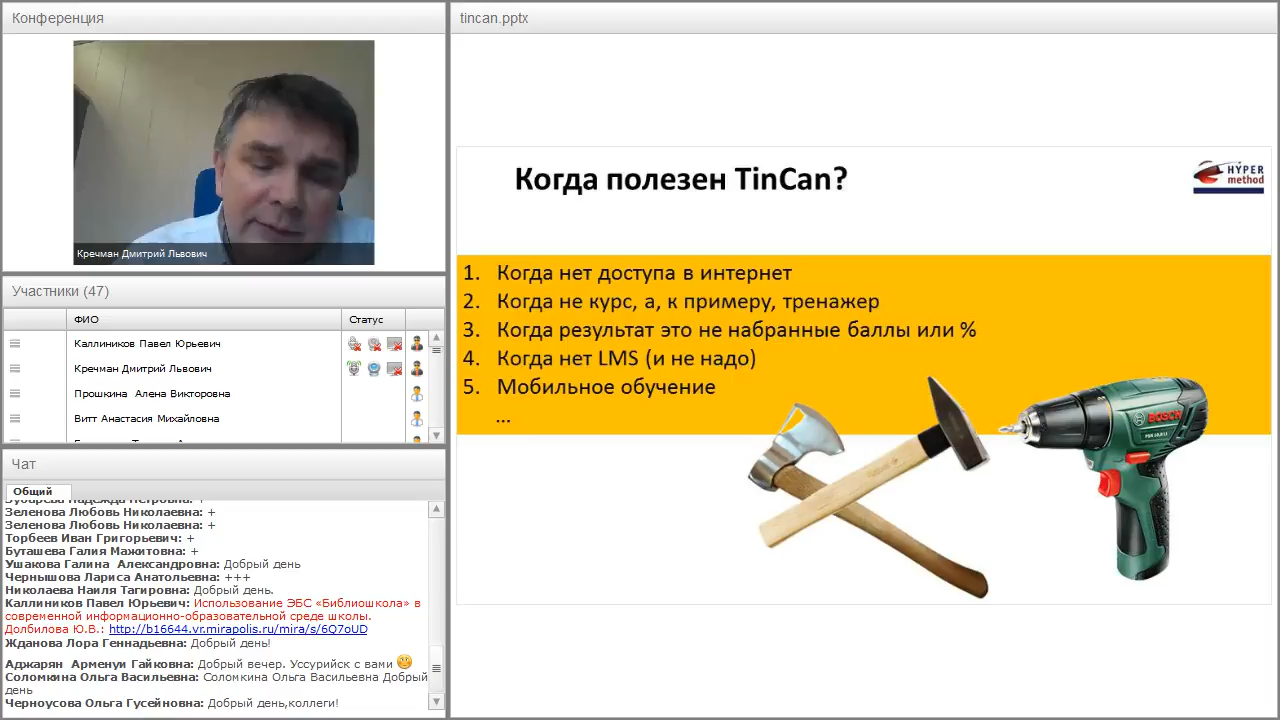 Конференция
Кречман Дмитрий Львович
Участники (47)
ФИО
Статус
Каллиников Павел Юрьевич
Кречман Дмитрий Львович
Прошкина Алена Викторовна
Витт Анастасия Михайловна
Чат
Общий
Зубарева Надежда Петровна: +
Зеленова Любовь Николаевна: +
Зеленова Любовь Николаевна: +
Торбеев Иван Григорьевич: +
Буташева Галия Мажитовна: +
Ушакова Галина Александровна: Добрый день
Чернышова Лариса Анатольевна: +++
Николаева Наиля Тагировна: Добрый день.
Каллиников Павел Юрьевич: Использование ЭБС «Библиошкола» в
современной информационно-образовательной среде школы.
Долбилова Ю.В.: http://b16644.vr.mirapolis.ru/mira/s/6Q7oUD
Жданова Лора Геннадьевна: Добрый день!
Аджарян Арменуи Гайковна: Добрый вечер. Уссурийск с вами
Соломкина Ольга Васильевна: Соломкина Ольга Васильевна Добрый
день
Черноусова Ольга Гусейновна: Добрый день,коллеги!
tincan.pptx
Когда полезен TinCan?
HYPER
method
1. Когда нет доступа в интернет
2. Когда не курс, а, к примеру, тренажер
3. Когда результат это не набранные баллы или %
4. Когда нет LMS (и не надо)
5. Мобильное обучение
...
BOSCH